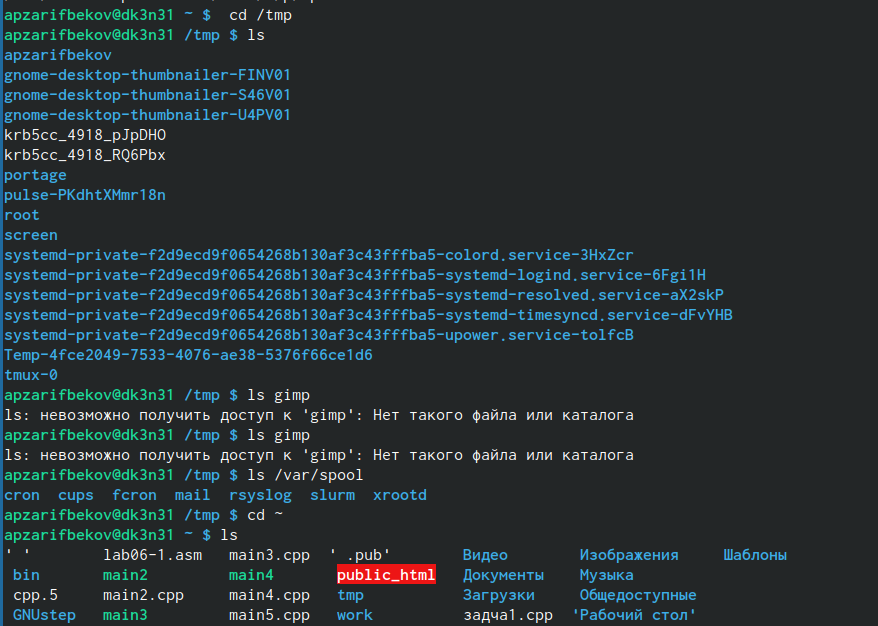 apzarifbekov@dk3n31 ~ $  cd /tmp
apzarifbekov@dk3n31 /tmp $ ls
apzarifbekov
gnome-desktop-thumbnailer-FINV01
gnome-desktop-thumbnailer-S46V01
gnome-desktop-thumbnailer-U4PV01
krb5cc_4918_pJpDHO
krb5cc_4918_RQ6Pbx
portage
pulse-PKdhtXMmr18n
root
screen
systemd-private-f2d9ecd9f0654268b130af3c43fffba5-colord.service-3HxZcr
systemd-private-f2d9ecd9f0654268b130af3c43fffba5-systemd-logind.service-6Fgi1H
systemd-private-f2d9ecd9f0654268b130af3c43fffba5-systemd-resolved.service-aX2skP
systemd-private-f2d9ecd9f0654268b130af3c43fffba5-systemd-timesyncd.service-dFvYHB
systemd-private-f2d9ecd9f0654268b130af3c43fffba5-upower.service-tolfcB
Temp-4fce2049-7533-4076-ae38-5376f66ce1d6
tmux-0
apzarifbekov@dk3n31 /tmp $ ls gimp
ls: невозможно получить доступ к 'gimp': Нет такого файла или каталога
apzarifbekov@dk3n31 /tmp $ ls gimp
ls: невозможно получить доступ к 'gimp': Нет такого файла или каталога
apzarifbekov@dk3n31 /tmp $ ls /var/spool
cron  cups  fcron  mail  rsyslog  slurm  xrootd
apzarifbekov@dk3n31 /tmp $ cd ~
apzarifbekov@dk3n31 ~ $ ls
' '        lab06-1.asm   main3.cpp  ' .pub'        Видео       Изображения     Шаблоны
bin       main2         main4       public_html   Документы   Музыка
cpp.5     main2.cpp     main4.cpp   tmp           Загрузки    Общедоступные
GNUstep   main3         main5.cpp   work          задча1.cpp  'Рабочий стол'